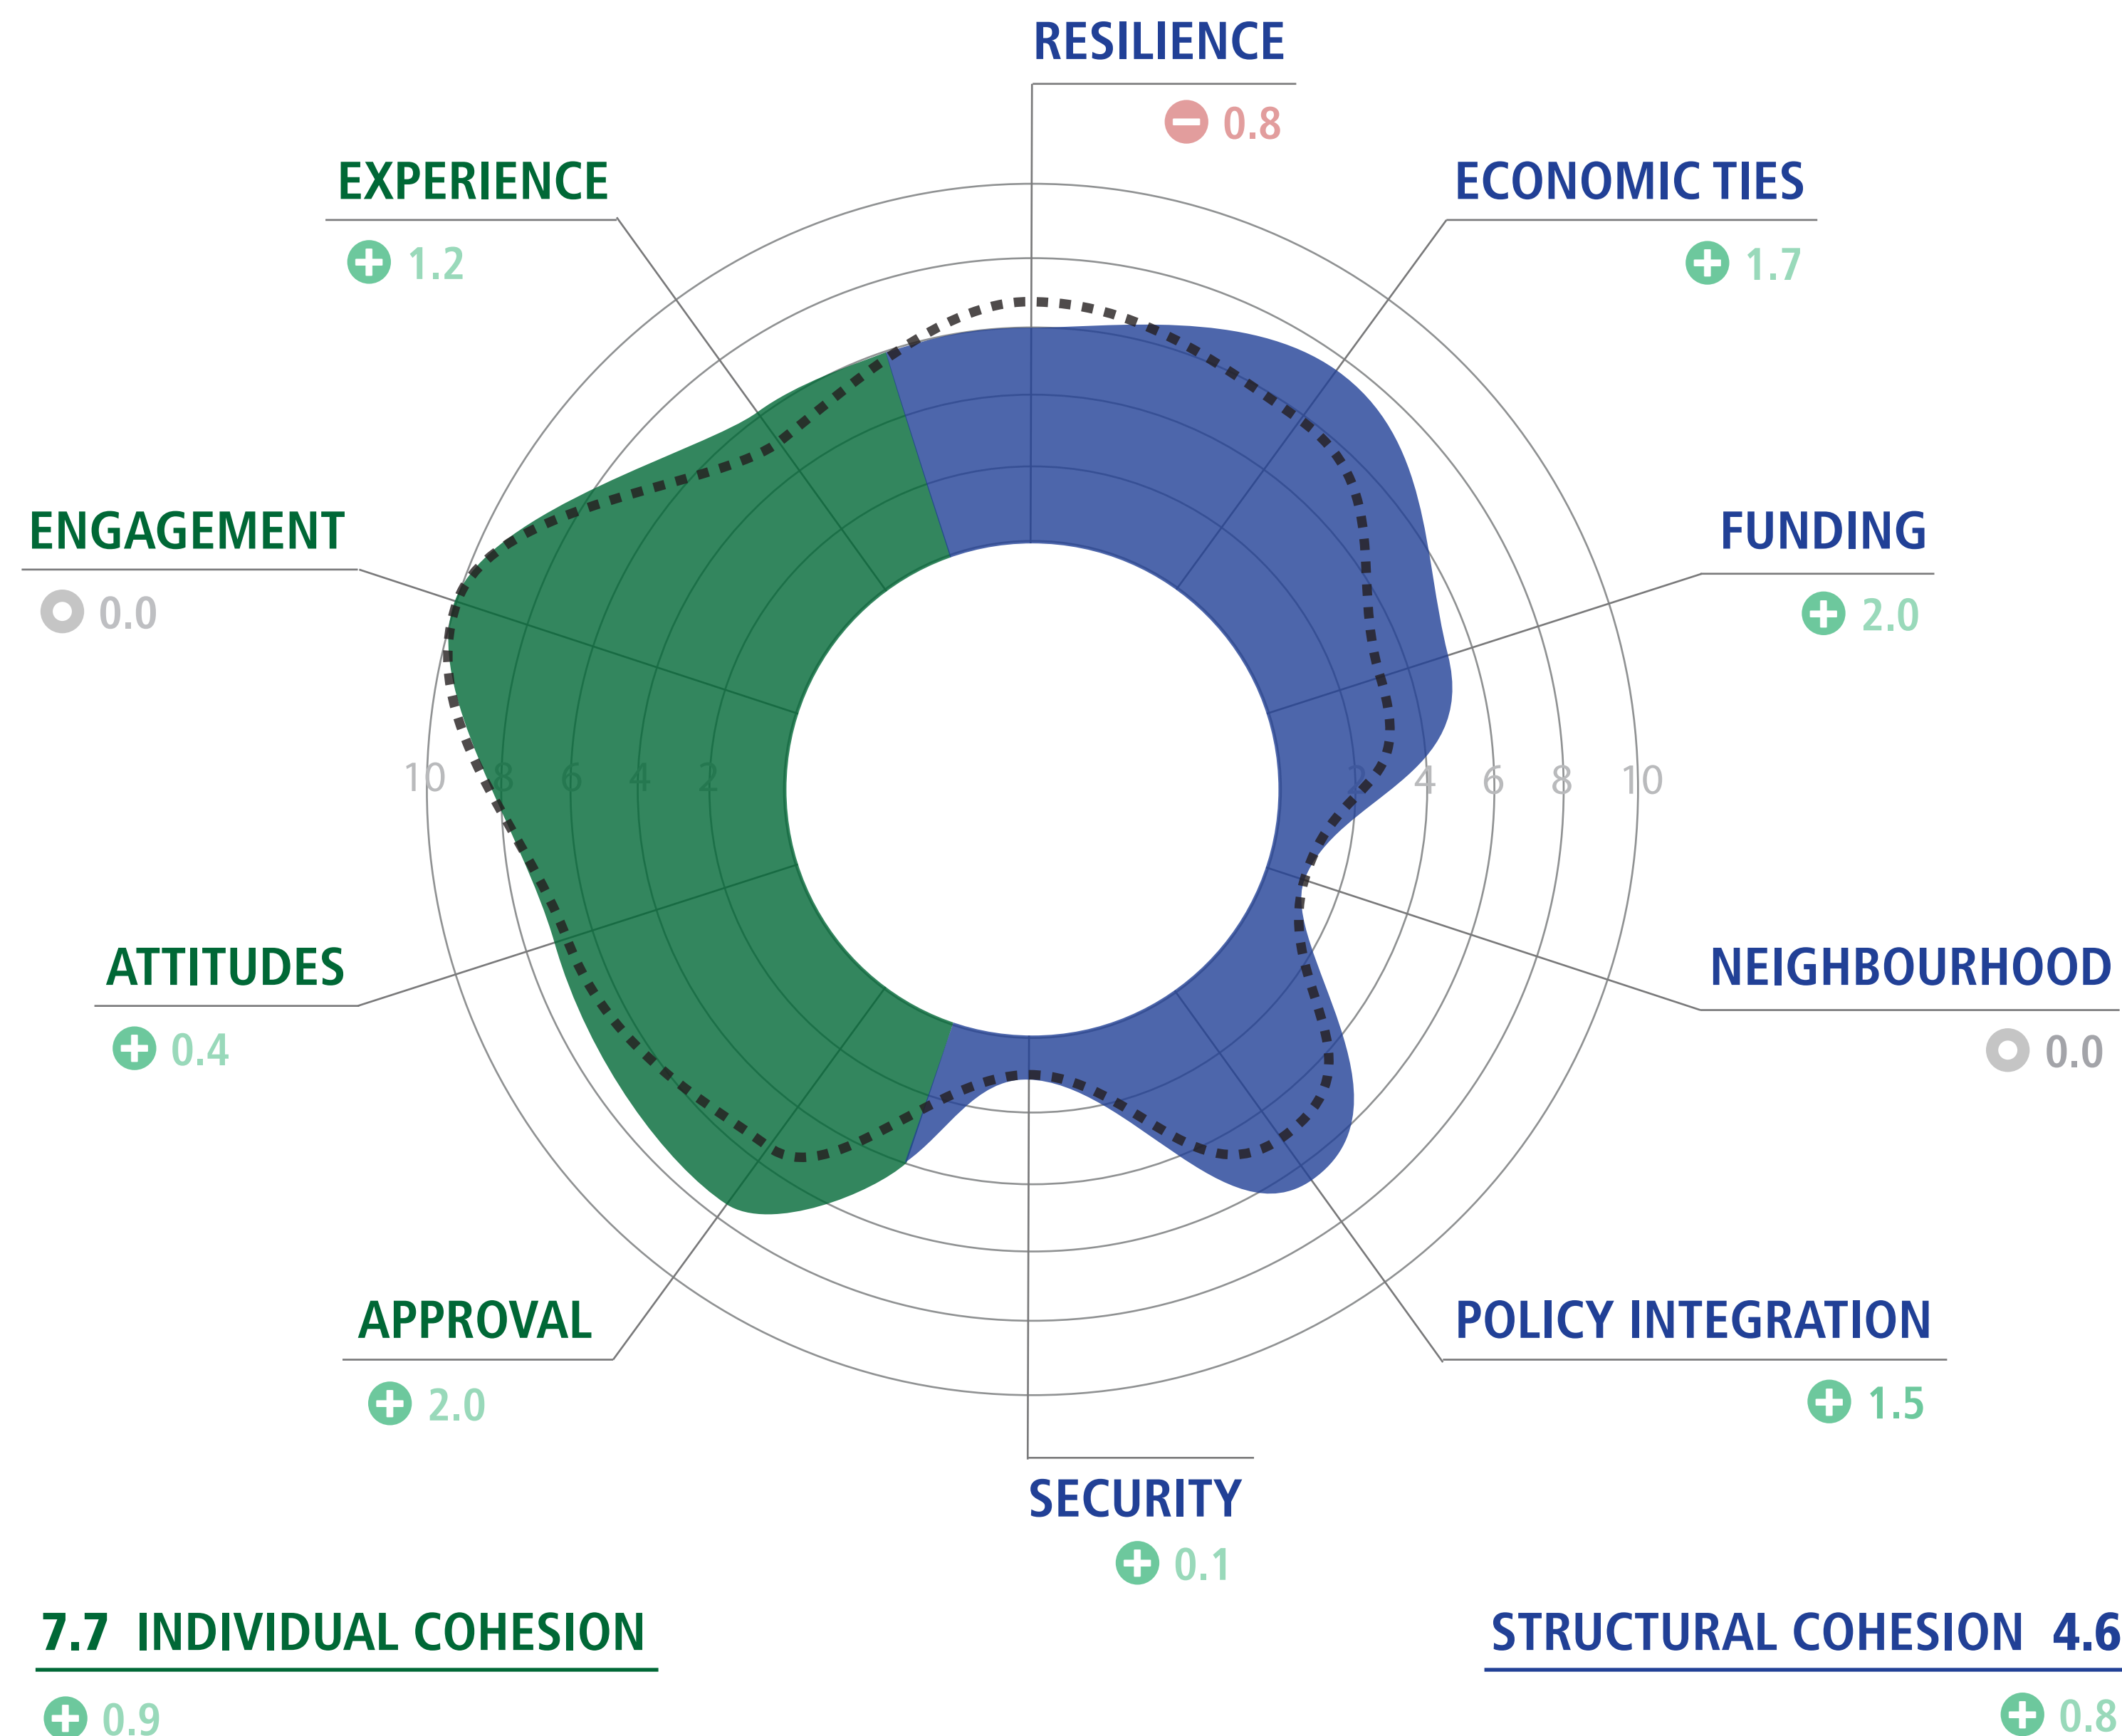 RESILIENCE
0.8
EXPERIENCE
1.2
ECONOMIC TIES
1.7
ENGAGEMENT
0.0
FUNDING
2.0
10 8 6 4 2
2 4 6 8 10
ATTITUDES
0.4
NEIGHBOURHOOD
0.0
APPROVAL
2.0
POLICY INTEGRATION
1.5
SECURITY
0.1
7.7 INDIVIDUAL COHESION
0.9
STRUCTURAL COHESION 4.6
0.8